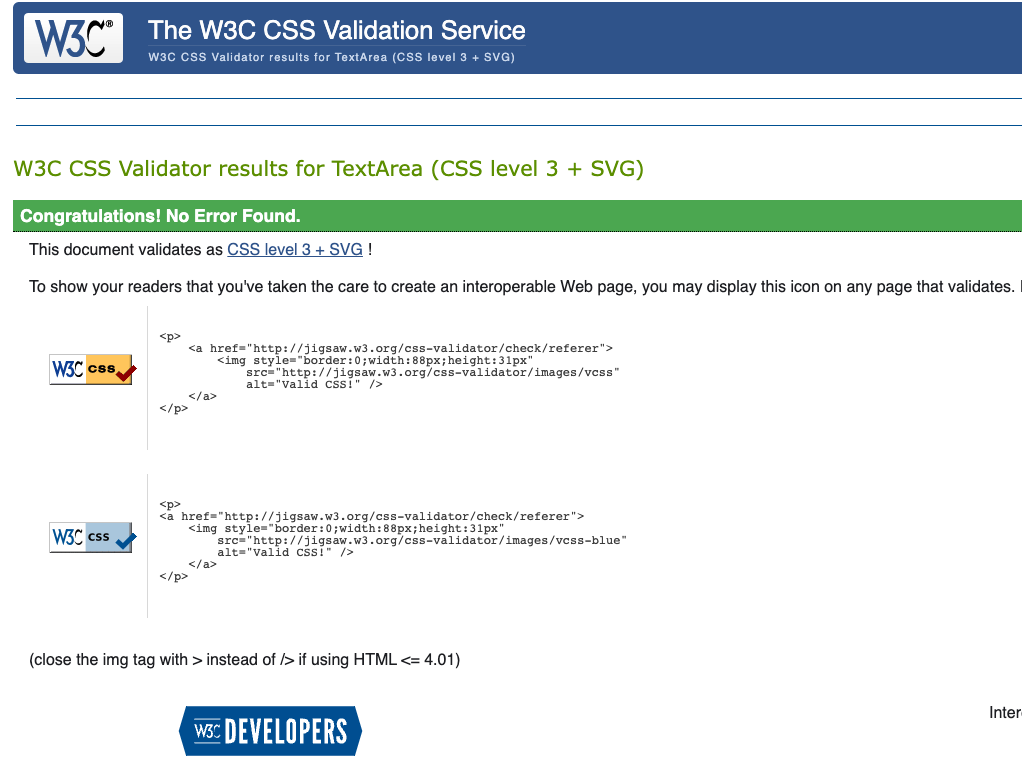 W3C®
The W3C CSS Validation Service
W3C CSS Validator results for TextArea (CSS level 3 + SVG)
W3C CSS Validator results for TextArea (CSS level 3 + SVG)
Congratulations! No Error Found.
This document validates as CSS level 3 + SVG !
To show your readers that you've taken the care to create an interoperable Web page, you may display this icon on any page that validates.
W3C css
<p>
    <a href="http://jigsaw.w3.org/css-validator/check/referer">
        <img style="border:0;width:88px;height:31px"
            src="http://jigsaw.w3.org/css-validator/images/vcss"
            alt="Valid CSS!" />
    </a>
</p>
W3C css
<p>
<a href="http://jigsaw.w3.org/css-validator/check/referer">
    <img style="border:0;width:88px;height:31px"
        src="http://jigsaw.w3.org/css-validator/images/vcss-blue"
        alt="Valid CSS!" />
    </a>
</p>
(close the img tag with > instead of /> if using HTML <= 4.01)
Inter
W3C DEVELOPERS